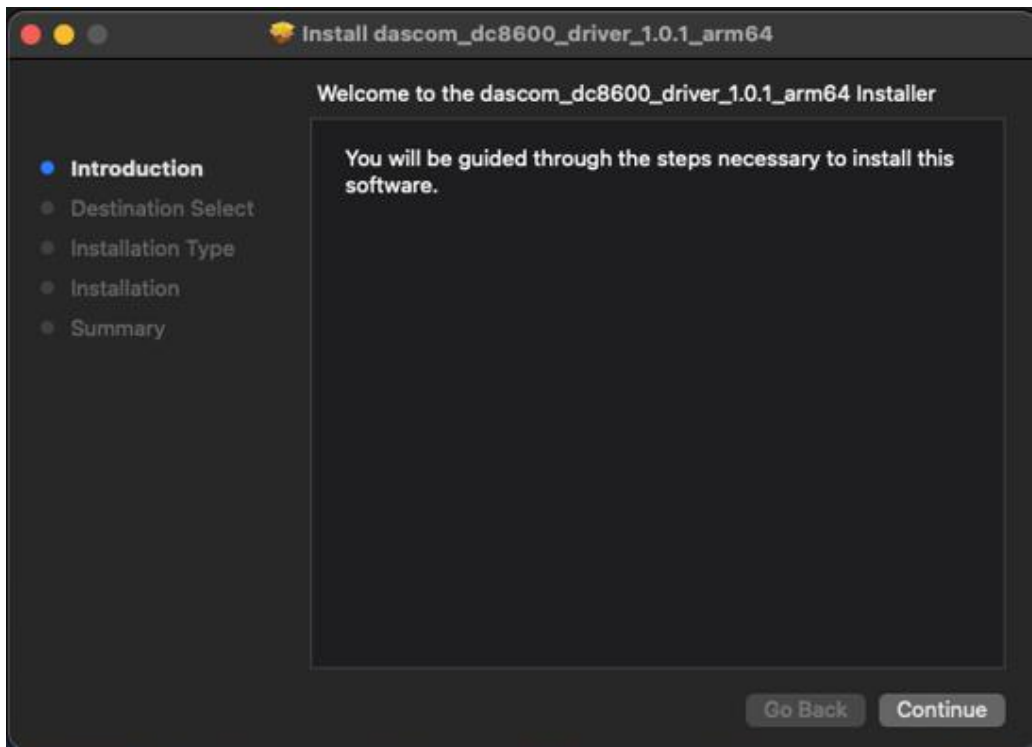 Install dascom_dc8600_driver_1.0.1_arm64
Welcome to the dascom_dc8600_driver_1.0.1_arm64 Installer
Introduction
Destination Select
Installation Type
Installation
Summary
You will be guided through the steps necessary to install this
software.
Go Back
Continue